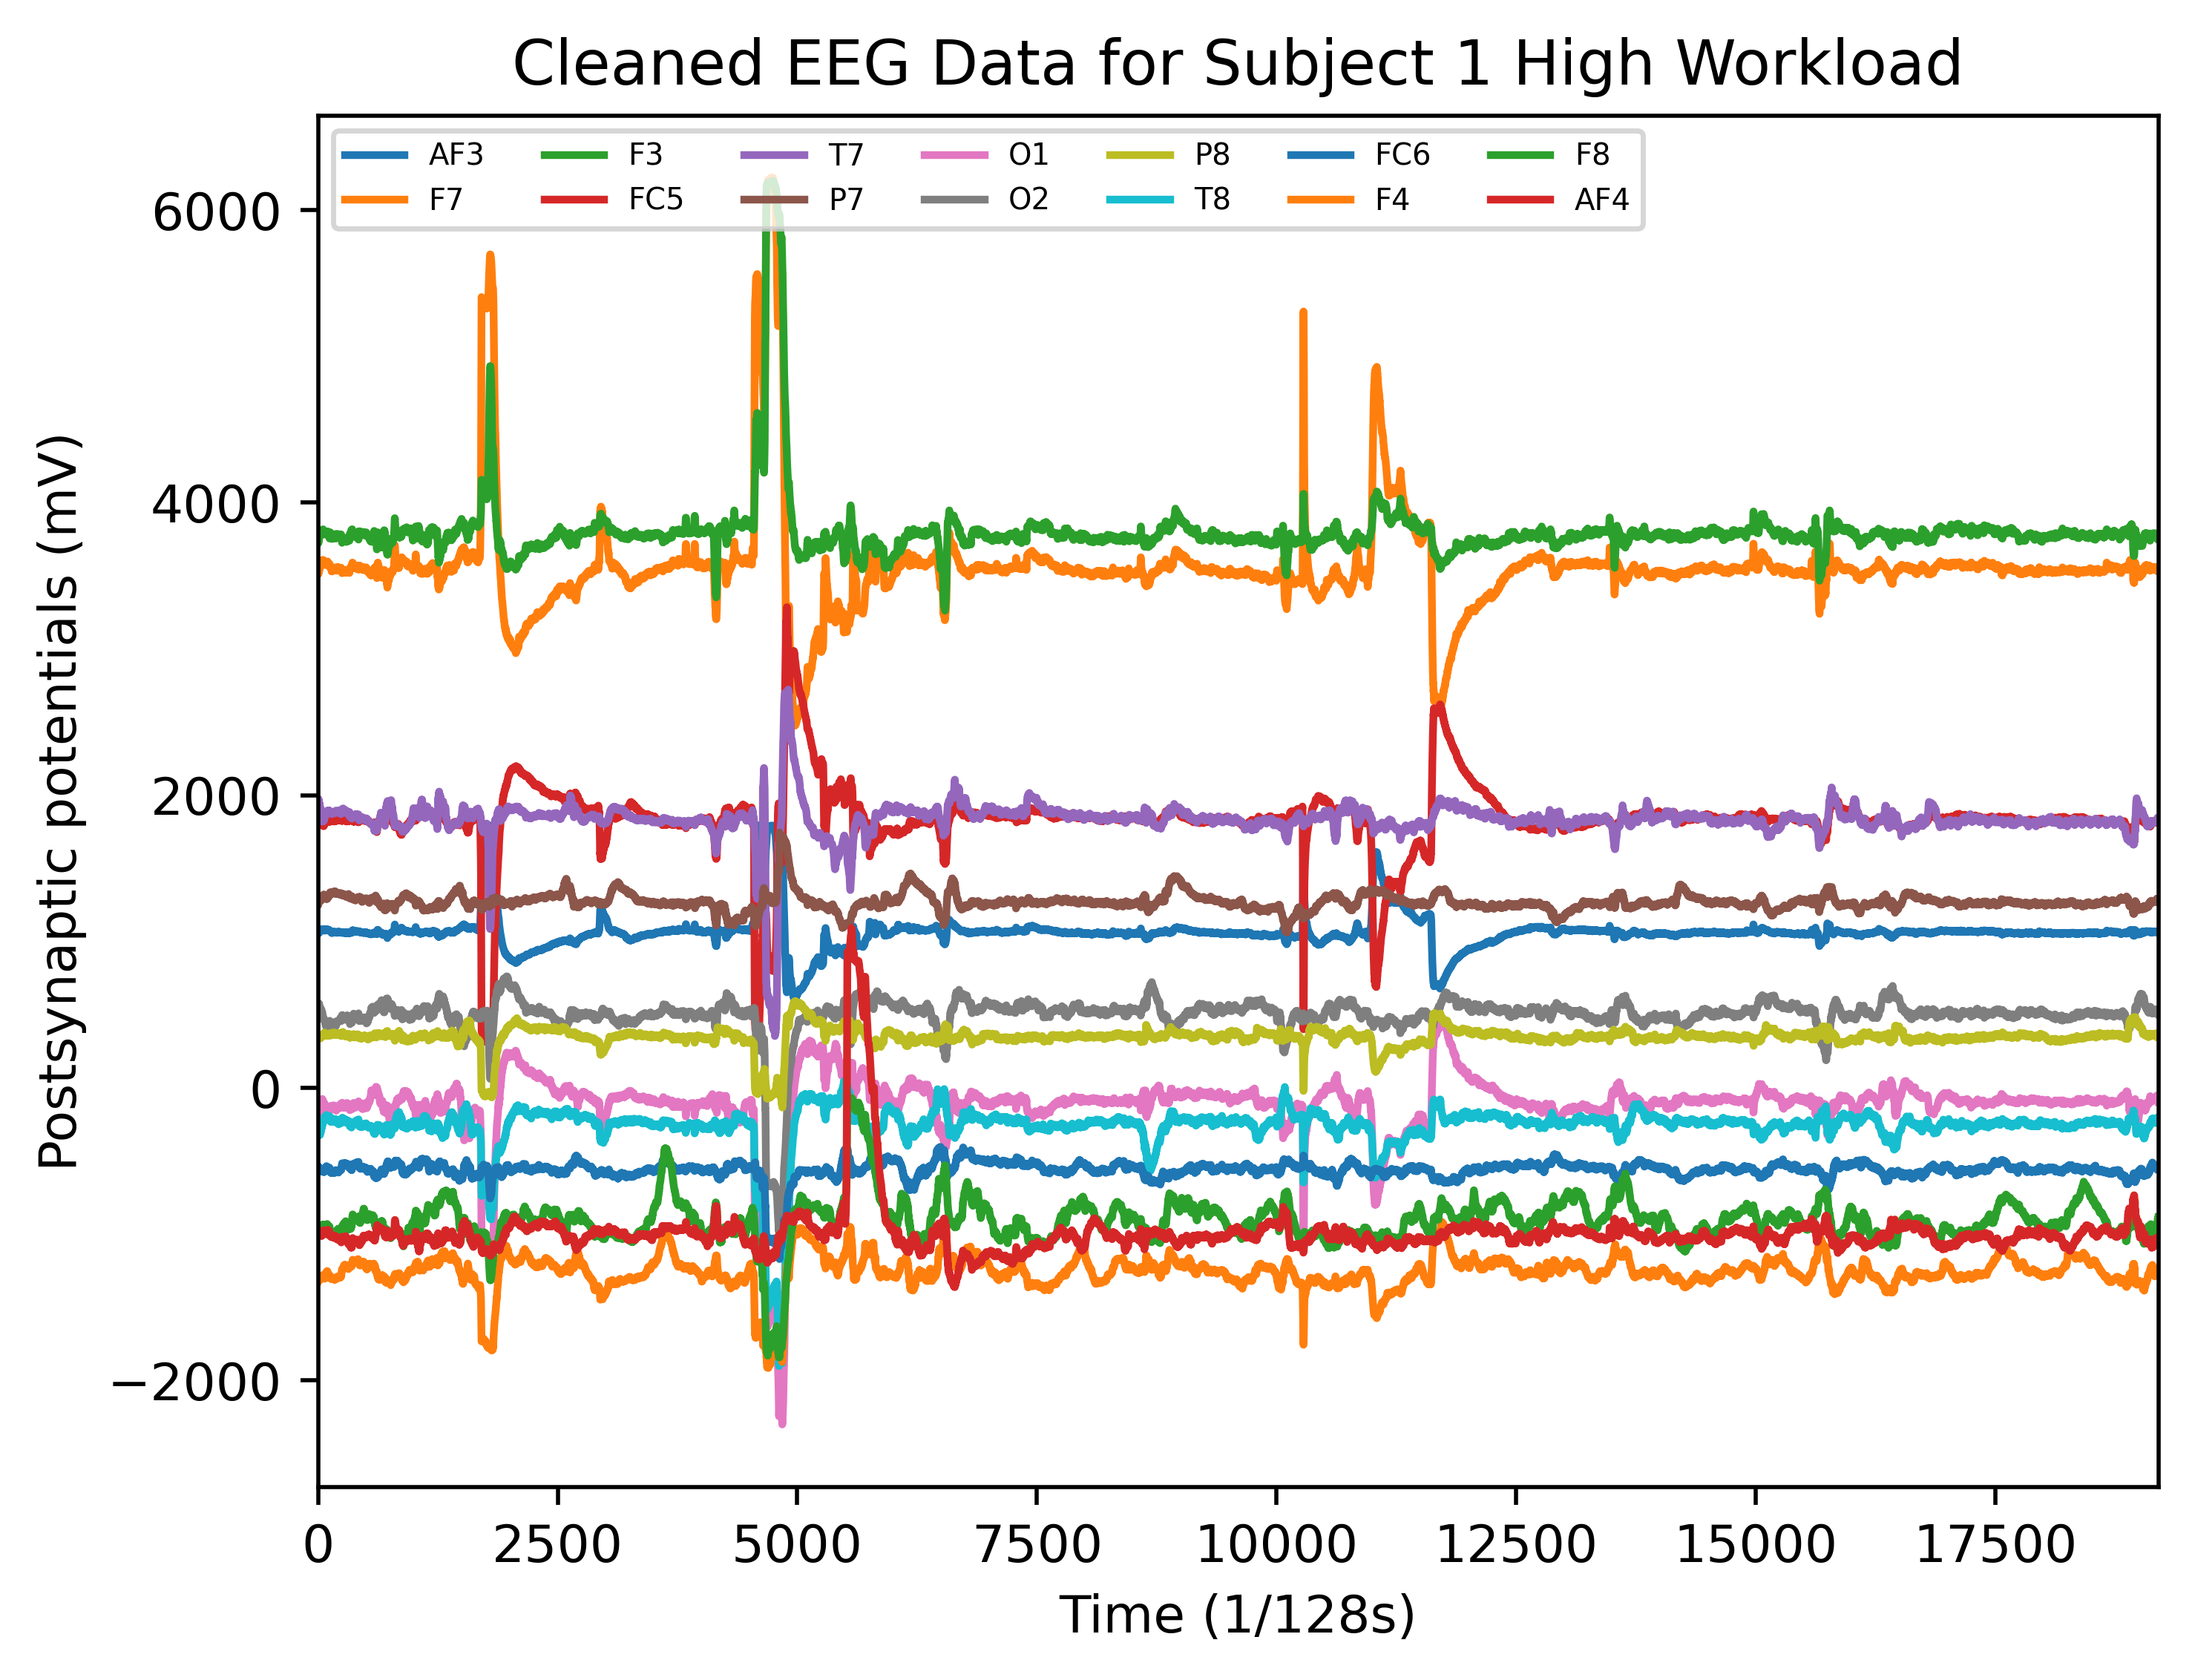 Cleaned EEG Data for Subject 1 High Workload
AF3 F3 T7 O1 P8 FC6 F8
F7 FC5 P7 O2 T8 F4 AF4
6000
4000
2000
0
−2000
Postsynaptic potentials (mV)
0 2500 5000 7500 10000 12500 15000 17500
Time (1/128s)